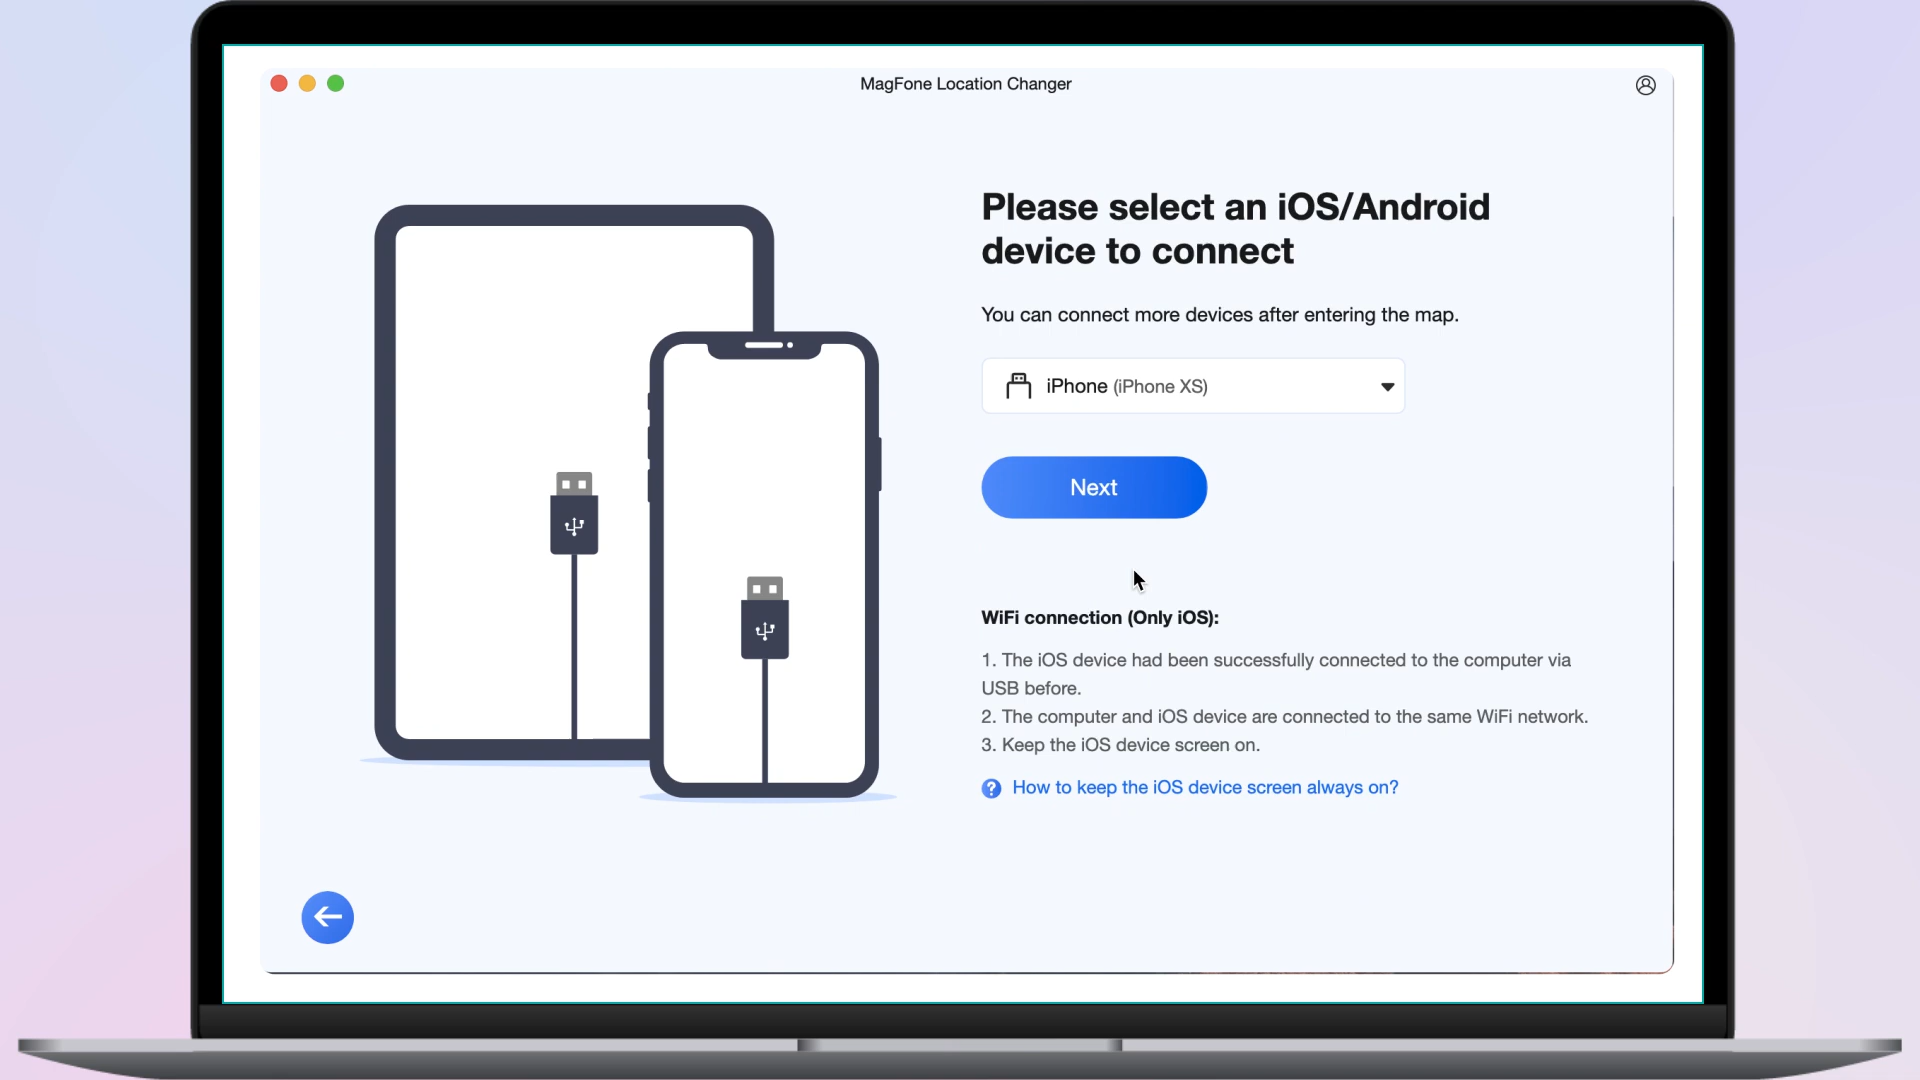 MagFone Location Changer
Please select an iOS/Android
device to connect
You can connect more devices after entering the map.
iPhone (iPhone XS)
Next
WiFi connection (Only iOS):
1. The iOS device had been successfully connected to the computer via
USB before.
2. The computer and iOS device are connected to the same WiFi network.
3. Keep the iOS device screen on.
? How to keep the iOS device screen always on?